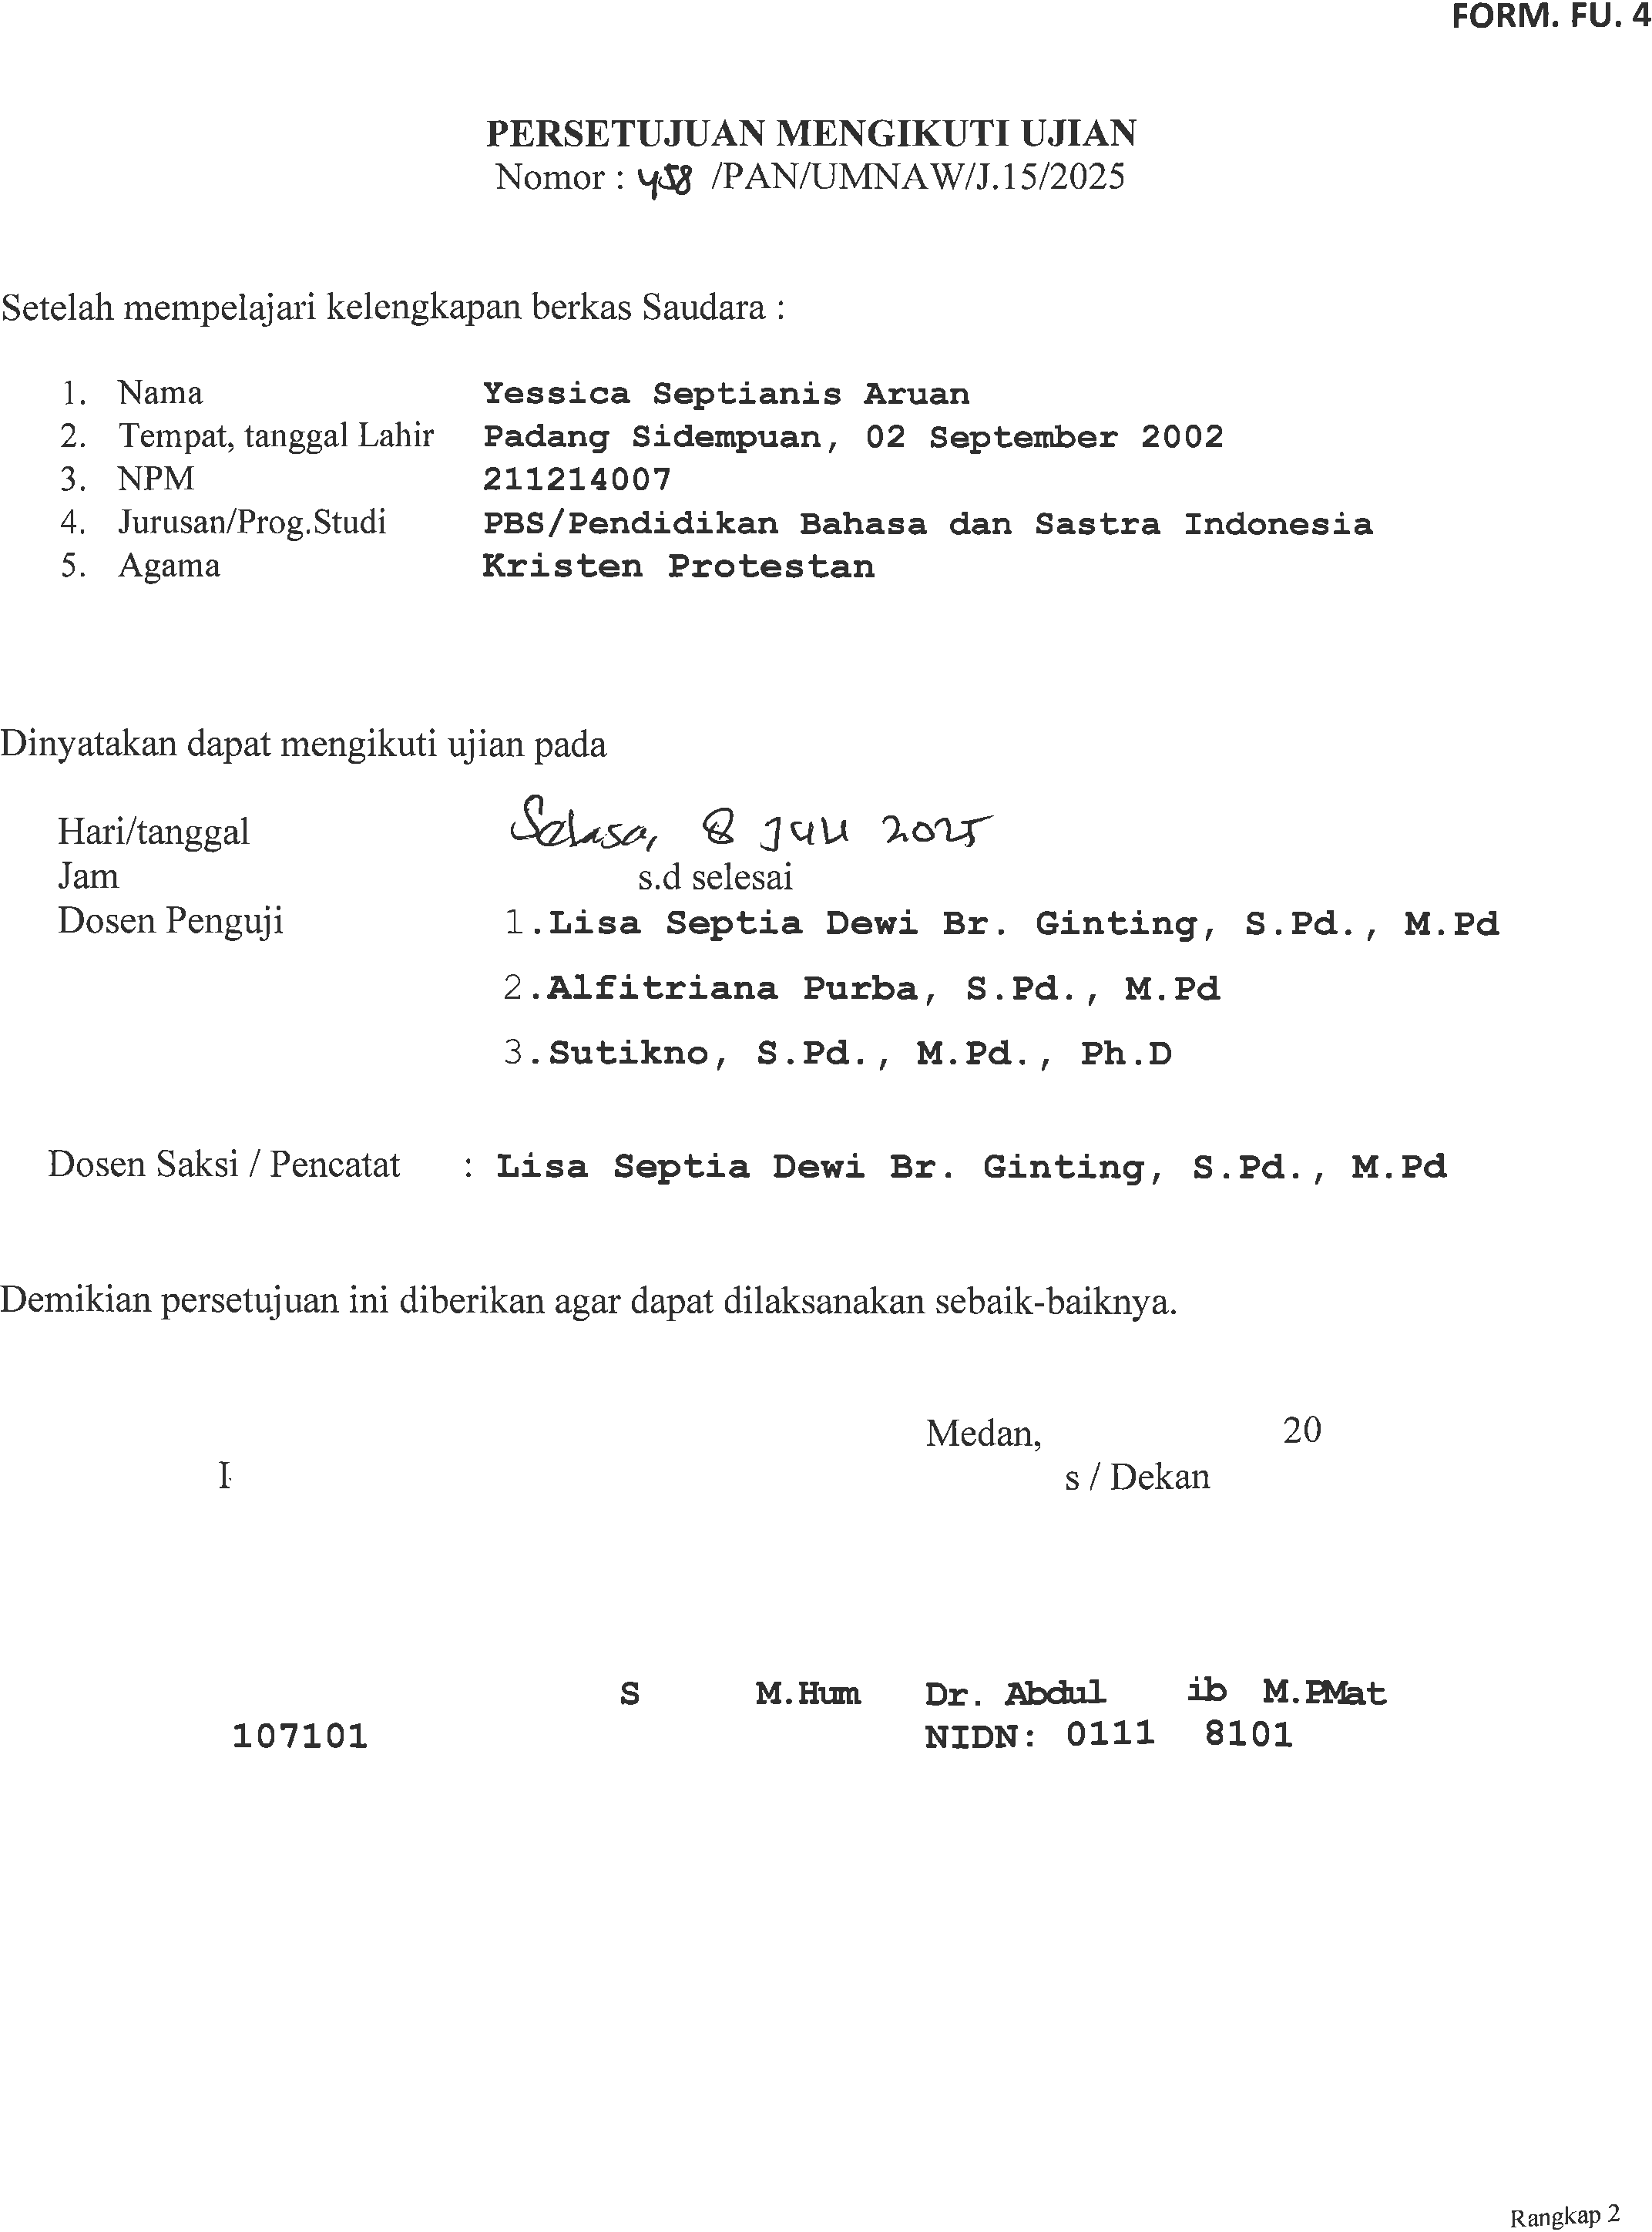 FORM. FU. 4
PERSETUJUAN MENGIKUTI UJIAN
Nomor : 458 /PAN/UMNAW/J.15/2025
Setelah mempelajari kelengkapan berkas Saudara :
1. Nama Yessica Septianis Aruan
2. Tempat, tanggal Lahir Padang Sidempuan, 02 September 2002
3. NPM 211214007
4. Jurusan/Prog.Studi PBS/Pendidikan Bahasa dan Sastra Indonesia
5. Agama Kristen Protestan
Dinyatakan dapat mengikuti ujian pada
Hari/tanggal Selasa, 8 Juli 2025
Jam s.d selesai
Dosen Penguji 1.Lisa Septia Dewi Br. Ginting, S.Pd., M.Pd
2.Alfitriana Purba, S.Pd., M.Pd
3.Sutikno, S.Pd., M.Pd., Ph.D
Dosen Saksi / Pencatat : Lisa Septia Dewi Br. Ginting, S.Pd., M.Pd
Demikian persetujuan ini diberikan agar dapat dilaksanakan sebaik-baiknya.
Medan, 20
I s / Dekan
S M.Hum Dr. Abdul ib M.PMat
107101 NIDN: 0111 8101
Rangkap 2